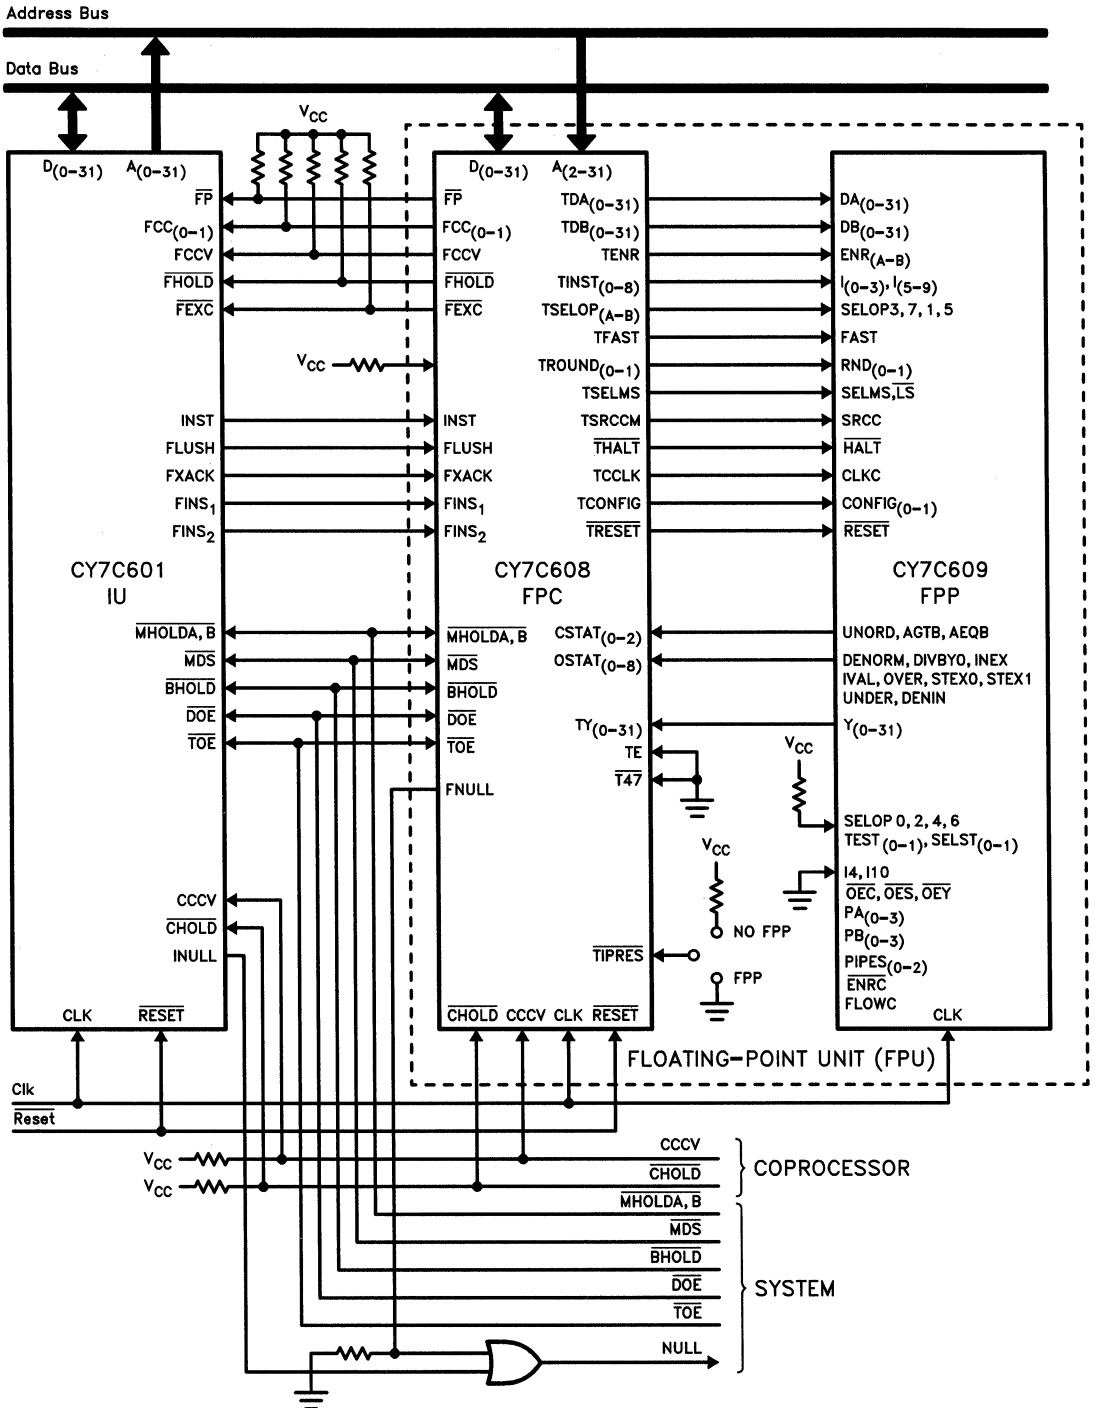 Address Bus
Data Bus
VCC
D(0-31) A(0-31)
FP
FCC(0-1)
FCCV
FHOLD
FEXC
INST
FLUSH
FXACK
FINS1
FINS2
CY7C601
IU
MHOLDA, B
MDS
BHOLD
DOE
TOE
CCCV
CHOLD
INULL
CLK RESET
VCC
D(0-31) A(2-31)
FP
FCC(0-1)
FCCV
FHOLD
FEXC
INST
FLUSH
FXACK
FINS1
FINS2
TDA(0-31)
TDB(0-31)
TENR
TINST(0-8)
TSELOP(A-B)
TFAST
TROUND(0-1)
TSELMS
TSRCCM
THALT
TCCLK
TCONFIG
TRESET
CY7C608
FPC
MHOLDA, B
MDS
BHOLD
DOE
TOE
FNULL
CSTAT(0-2)
OSTAT(0-8)
TY(0-31)
TE
T47
TIPRES
CHOLD CCCV CLK RESET
VCC
NO FPP
FPP
DA(0-31)
DB(0-31)
ENR(A-B)
I(0-3), I(5-9)
SELOP3, 7, 1, 5
FAST
RND(0-1)
SELMS, LS
SRCC
HALT
CLKC
CONFIG(0-1)
RESET
CY7C609
FPP
UNORD, AGTB, AEQB
DENORM, DIVBY0, INEX
IVAL, OVER, STEX0, STEX1
UNDER, DENIN
Y(0-31)
VCC
SELOP 0, 2, 4, 6
TEST(0-1), SELST(0-1)
I4, I10
OEC, OES, OEY
PA(0-3)
PB(0-3)
PIPES(0-2)
ENRC
FLOWC
CLK
FLOATING-POINT UNIT (FPU)
Clk
Reset
VCC
VCC
CCCV
CHOLD
COPROCESSOR
MHOLDA, B
MDS
BHOLD
DOE
TOE
NULL
SYSTEM